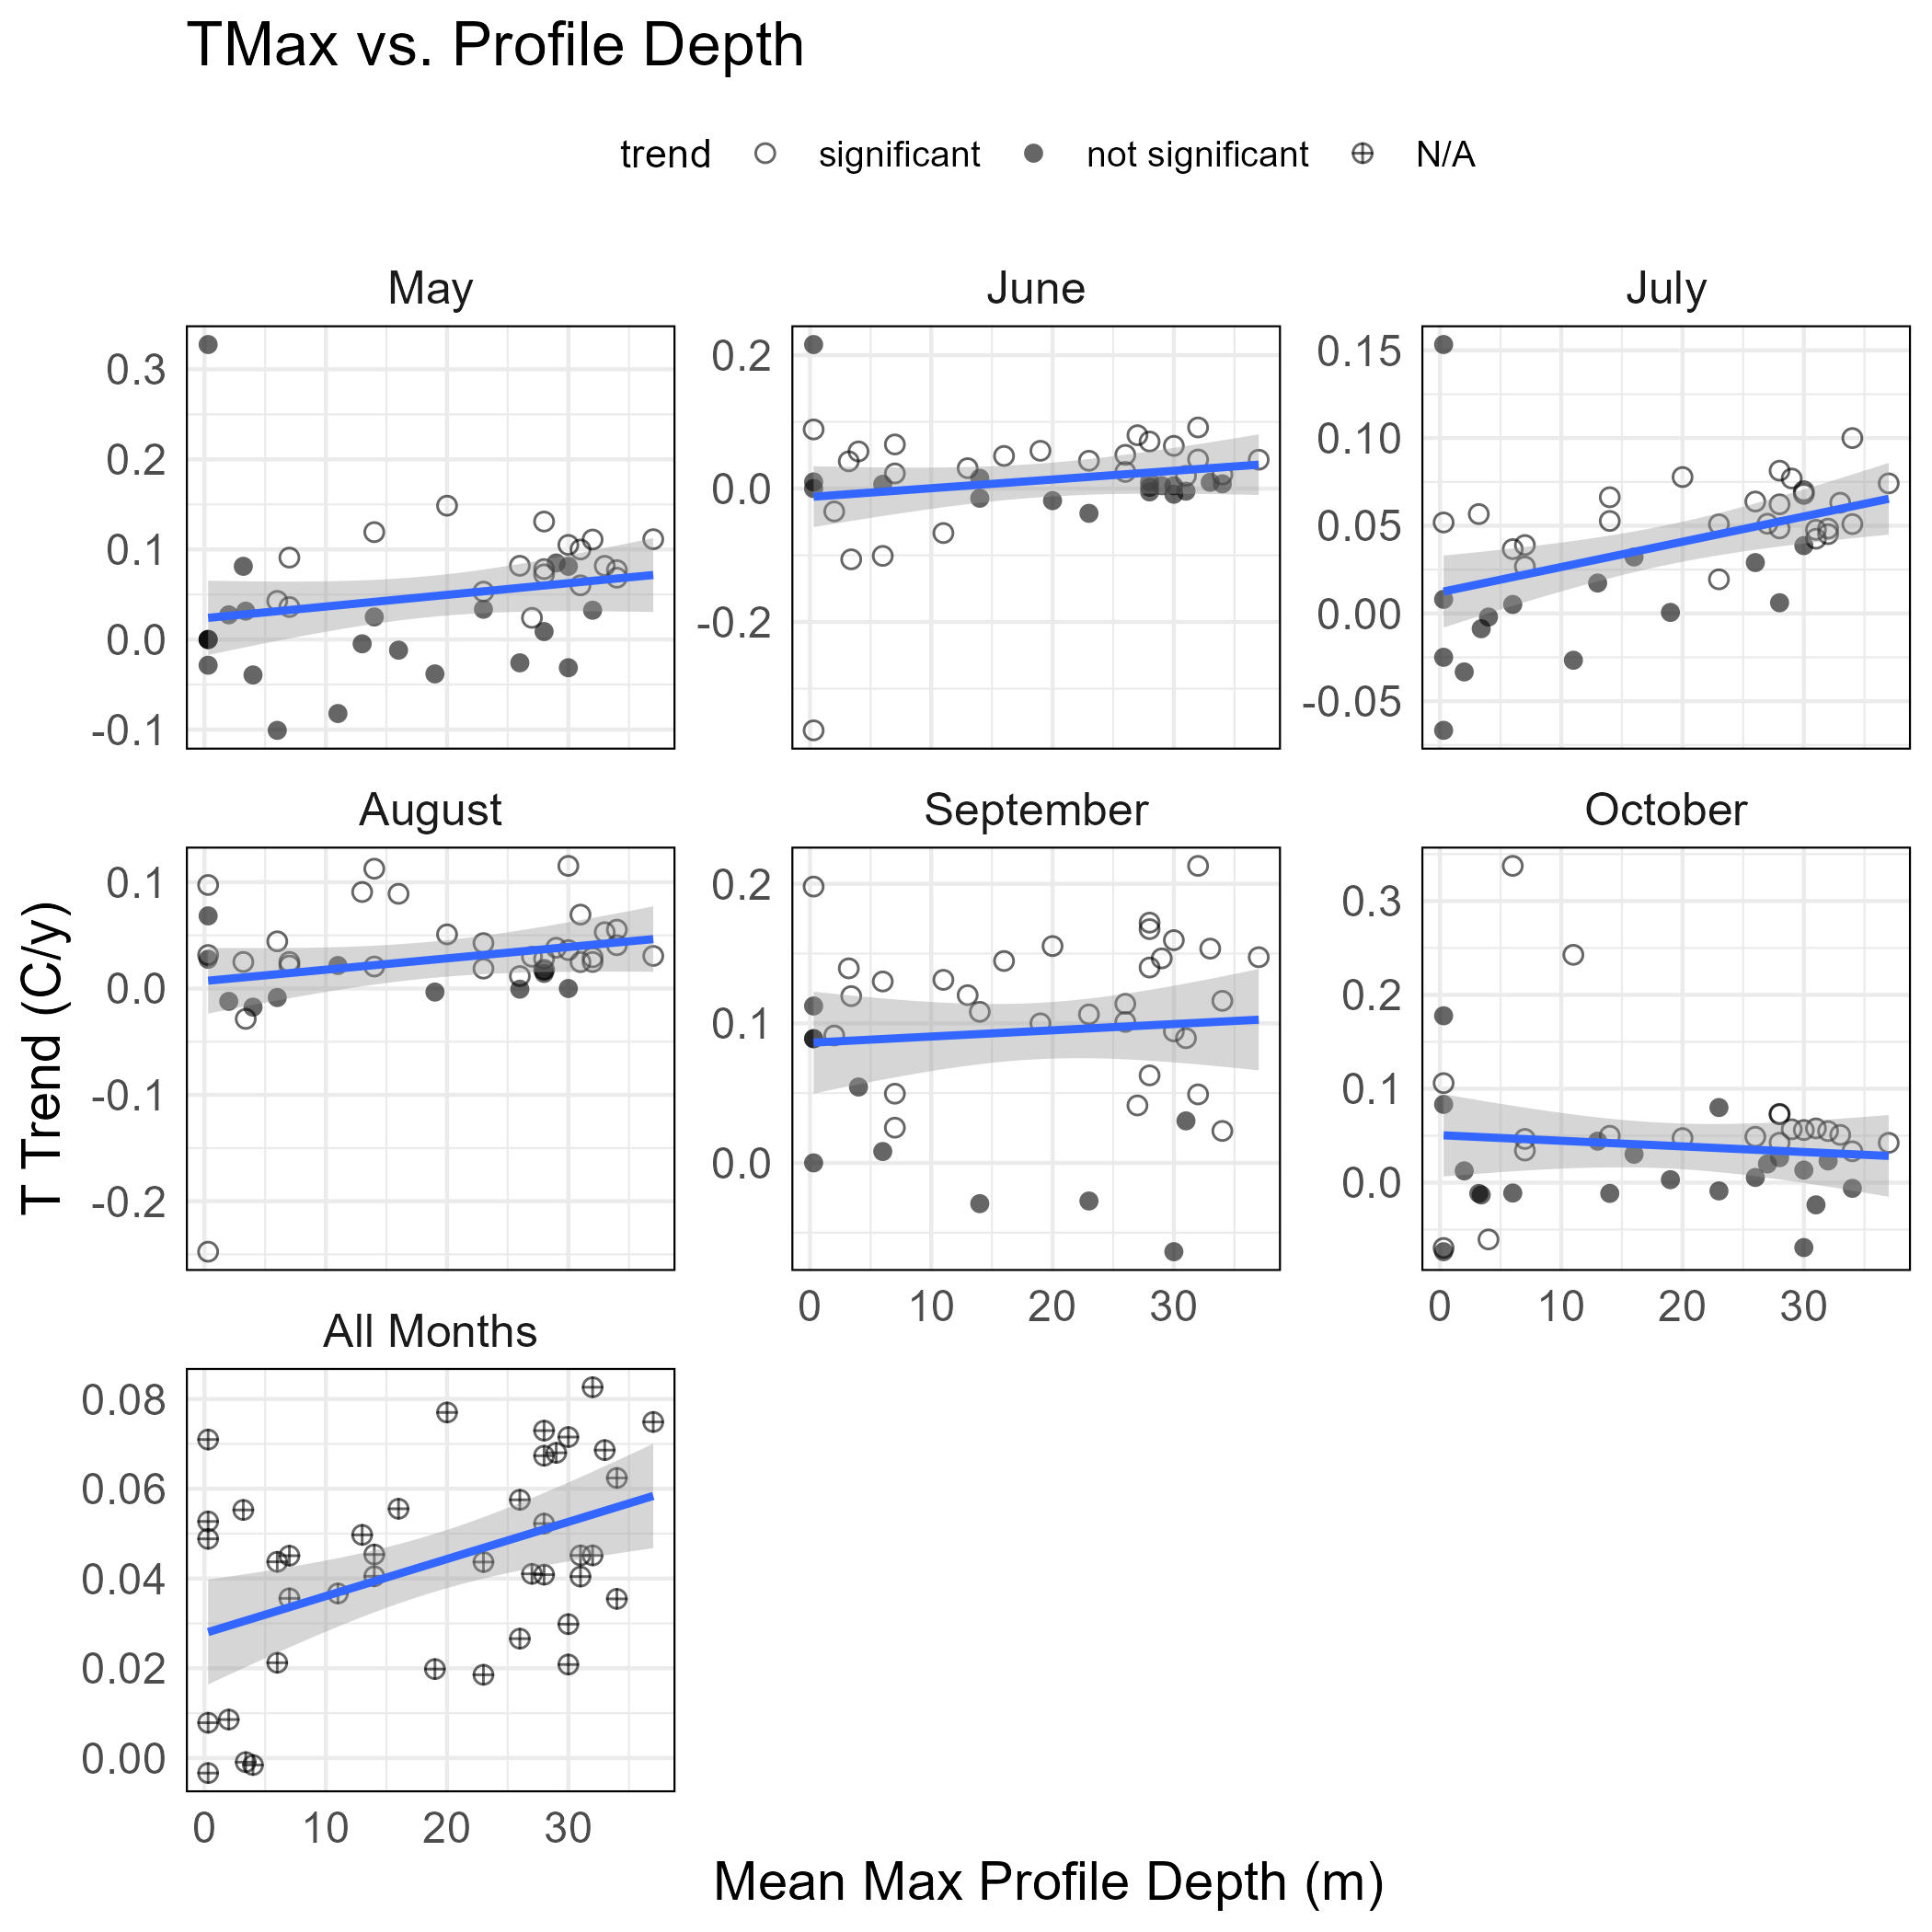 TMax vs. Profile Depth
trend significant not significant N/A
May
June
July
0.3
0.2
0.1
0.0
-0.1
0.2
0.0
-0.2
0.15
0.10
0.05
0.00
-0.05
August
September
October
0.1
0.0
-0.1
-0.2
0.2
0.1
0.0
0.3
0.2
0.1
0.0
0 10 20 30
0 10 20 30
All Months
0.08
0.06
0.04
0.02
0.00
0 10 20 30
T Trend (C/y)
Mean Max Profile Depth (m)